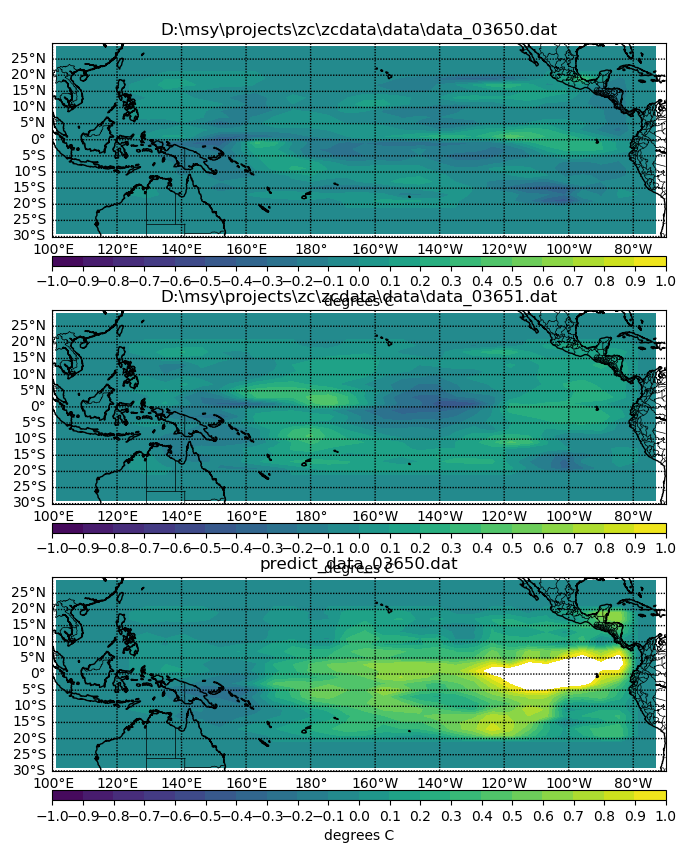 D:\msy\projects\zc\zcdata\data\data_03650.dat
25°N
20°N
15°N
10°N
5°N
0°
5°S
10°S
15°S
20°S
25°S
30°S
100°E 120°E 140°E 160°E 180° 160°W 140°W 120°W 100°W 80°W
−1.0−0.9−0.8−0.7−0.6−0.5−0.4−0.3−0.2−0.1 0.0 0.1 0.2 0.3 0.4 0.5 0.6 0.7 0.8 0.9 1.0
degrees C
D:\msy\projects\zc\zcdata\data\data_03651.dat
25°N
20°N
15°N
10°N
5°N
0°
5°S
10°S
15°S
20°S
25°S
30°S
100°E 120°E 140°E 160°E 180° 160°W 140°W 120°W 100°W 80°W
−1.0−0.9−0.8−0.7−0.6−0.5−0.4−0.3−0.2−0.1 0.0 0.1 0.2 0.3 0.4 0.5 0.6 0.7 0.8 0.9 1.0
degrees C
predict_data_03650.dat
25°N
20°N
15°N
10°N
5°N
0°
5°S
10°S
15°S
20°S
25°S
30°S
100°E 120°E 140°E 160°E 180° 160°W 140°W 120°W 100°W 80°W
−1.0−0.9−0.8−0.7−0.6−0.5−0.4−0.3−0.2−0.1 0.0 0.1 0.2 0.3 0.4 0.5 0.6 0.7 0.8 0.9 1.0
degrees C